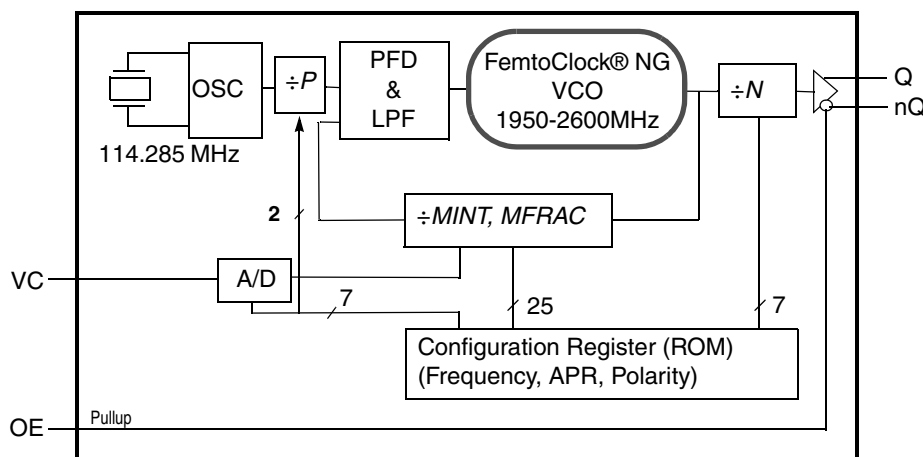 OSC
÷P
PFD
&
LPF
FemtoClock® NG
VCO
1950-2600MHz
÷N
Q
nQ
114.285 MHz
2
÷MINT, MFRAC
VC
A/D
7
25
7
Configuration Register (ROM)
(Frequency, APR, Polarity)
Pullup
OE